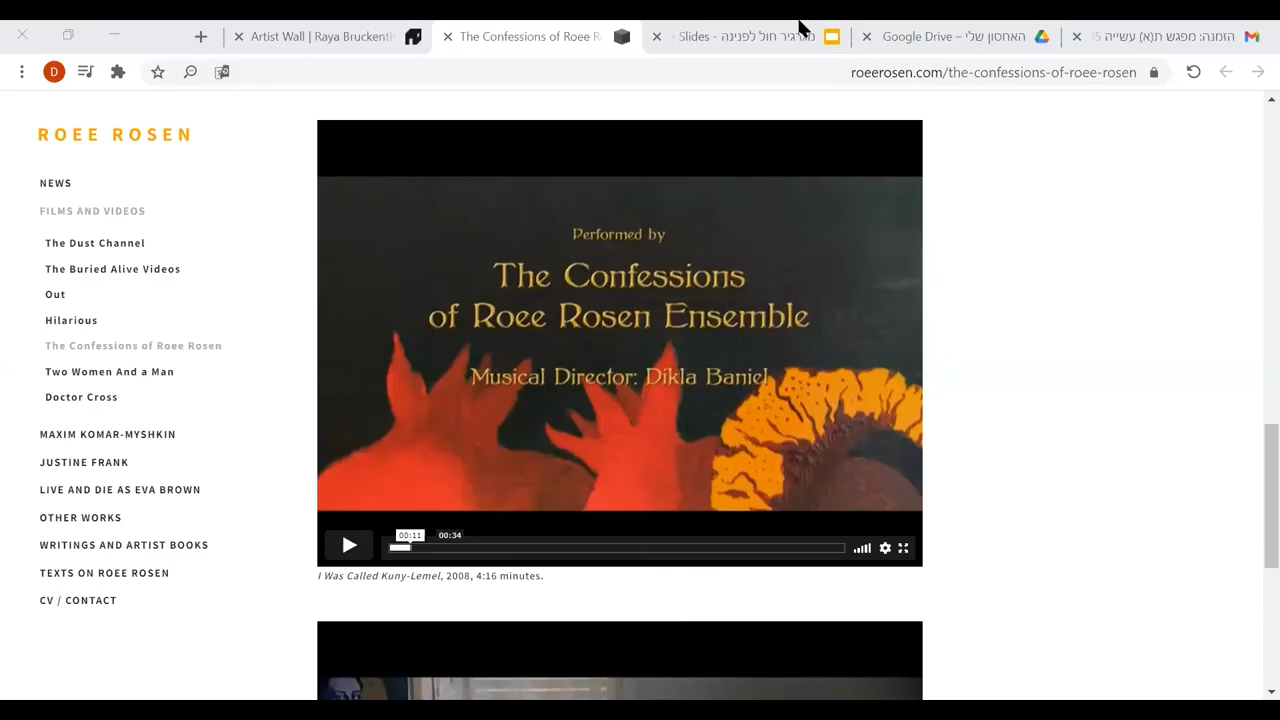 Artist Wall | Raya Bruckenth
The Confessions of Roee R
Slides - מגרגיר חול לפנינה
האחסון שלי – Google Drive
הזמנה: מפגש ת(א) עשייה
D
roeerosen.com/the-confessions-of-roee-rosen
ROEE ROSEN
NEWS
FILMS AND VIDEOS
The Dust Channel
The Buried Alive Videos
Out
Hilarious
The Confessions of Roee Rosen
Two Women And a Man
Doctor Cross
MAXIM KOMAR-MYSHKIN
JUSTINE FRANK
LIVE AND DIE AS EVA BROWN
OTHER WORKS
WRITINGS AND ARTIST BOOKS
TEXTS ON ROEE ROSEN
CV / CONTACT
Performed by
The Confessions
of Roee Rosen Ensemble
Musical Director: Dikla Baniel
00:11 00:34
I Was Called Kuny-Lemel, 2008, 4:16 minutes.